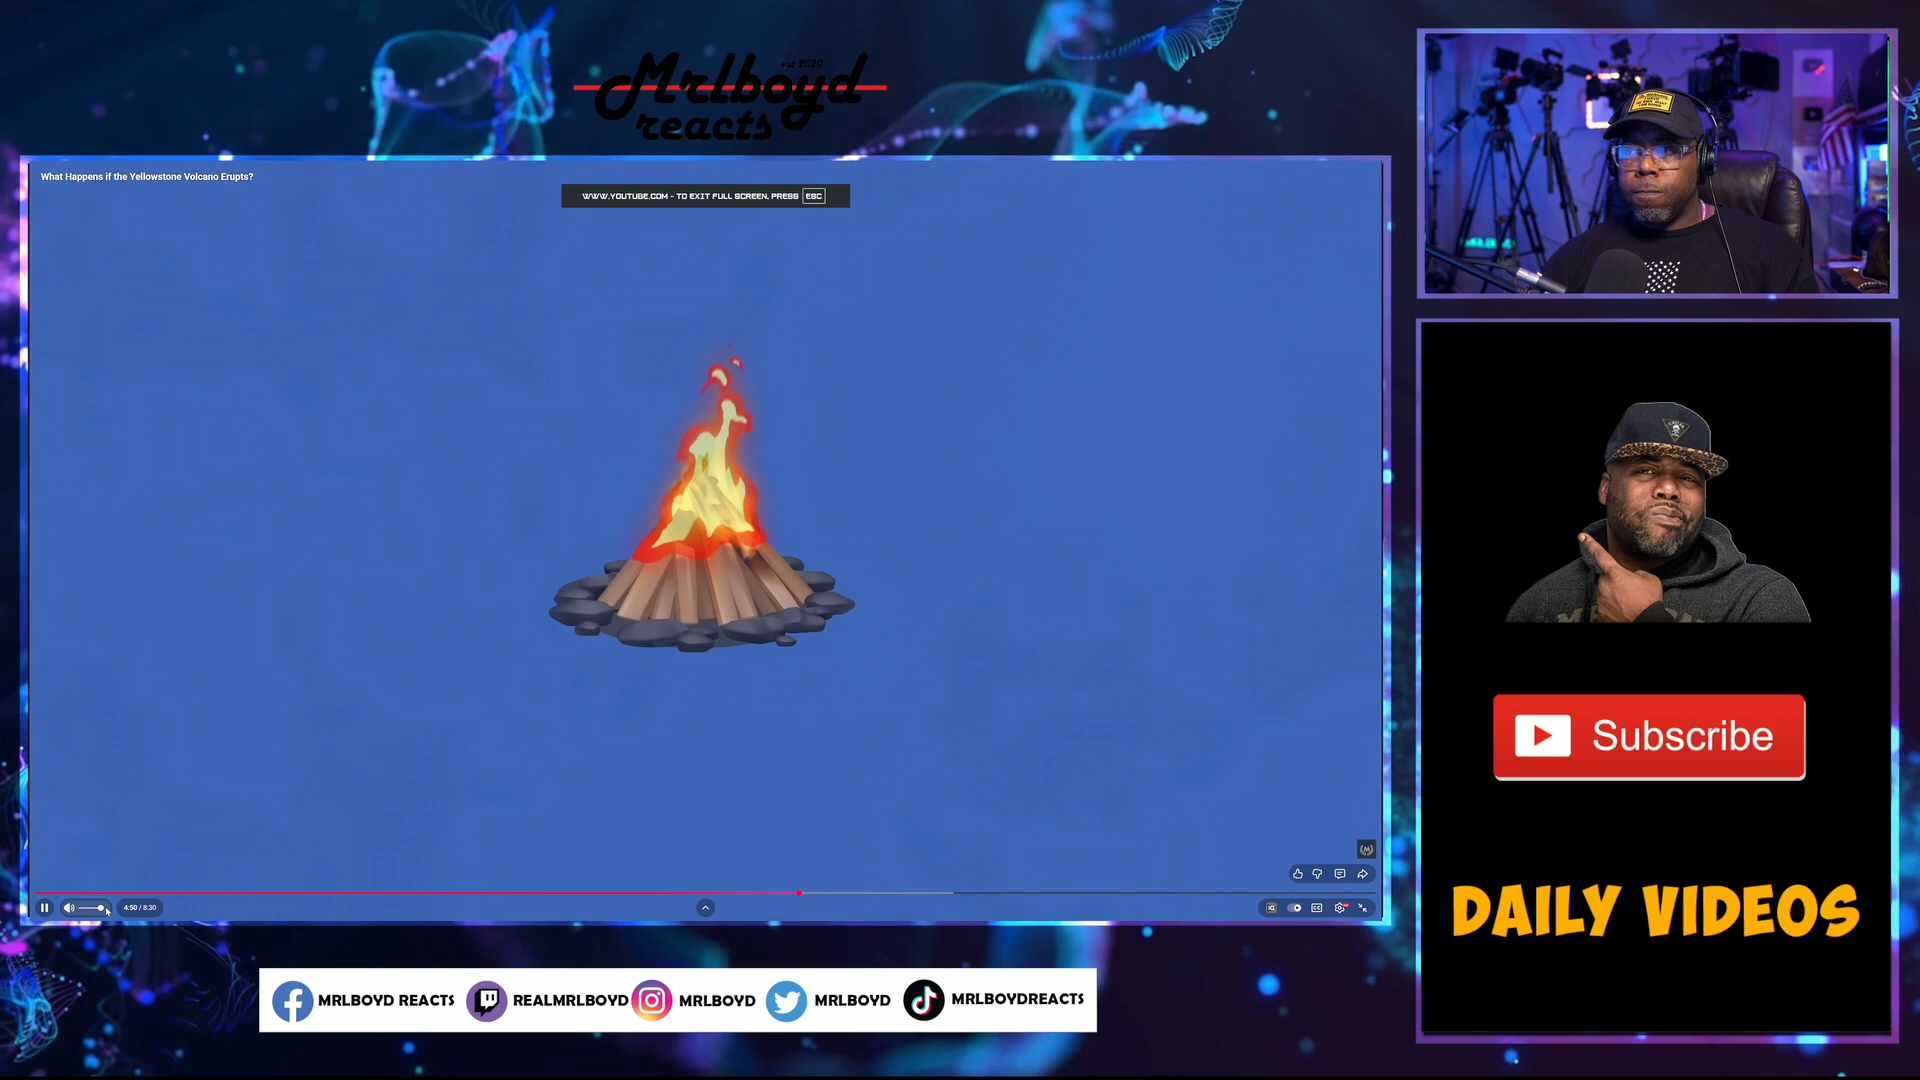 est 2020
Mrlboyd
reacts
What Happens if the Yellowstone Volcano Erupts?
WWW.YOUTUBE.COM - TO EXIT FULL SCREEN, PRESS ESC
4:50 / 8:30
Subscribe
DAILY VIDEOS
MRLBOYD REACTS REALMRLBOYD MRLBOYD MRLBOYD MRLBOYDREACTS